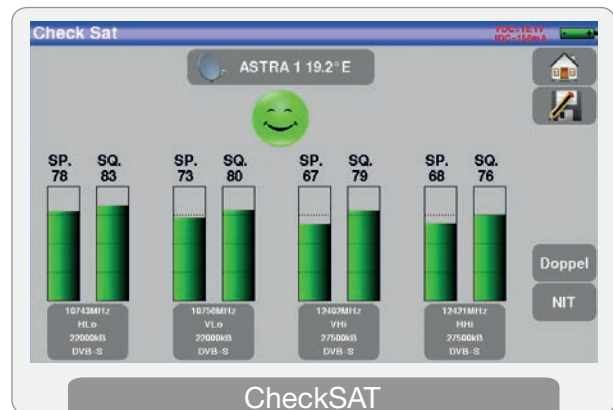 Check Sat
ASTRA 1 19.2° E
SP. SQ. SP. SQ. SP. SQ. SP. SQ.
78 83 73 80 67 79 68 76
Doppel
NIT
10743MHz 10758MHz 12402MHz 12421MHz
HLo VLo VHi HHi
22000kB 22000kB 27500kB 27500kB
DVB-S DVB-S DVB-S DVB-S
CheckSAT